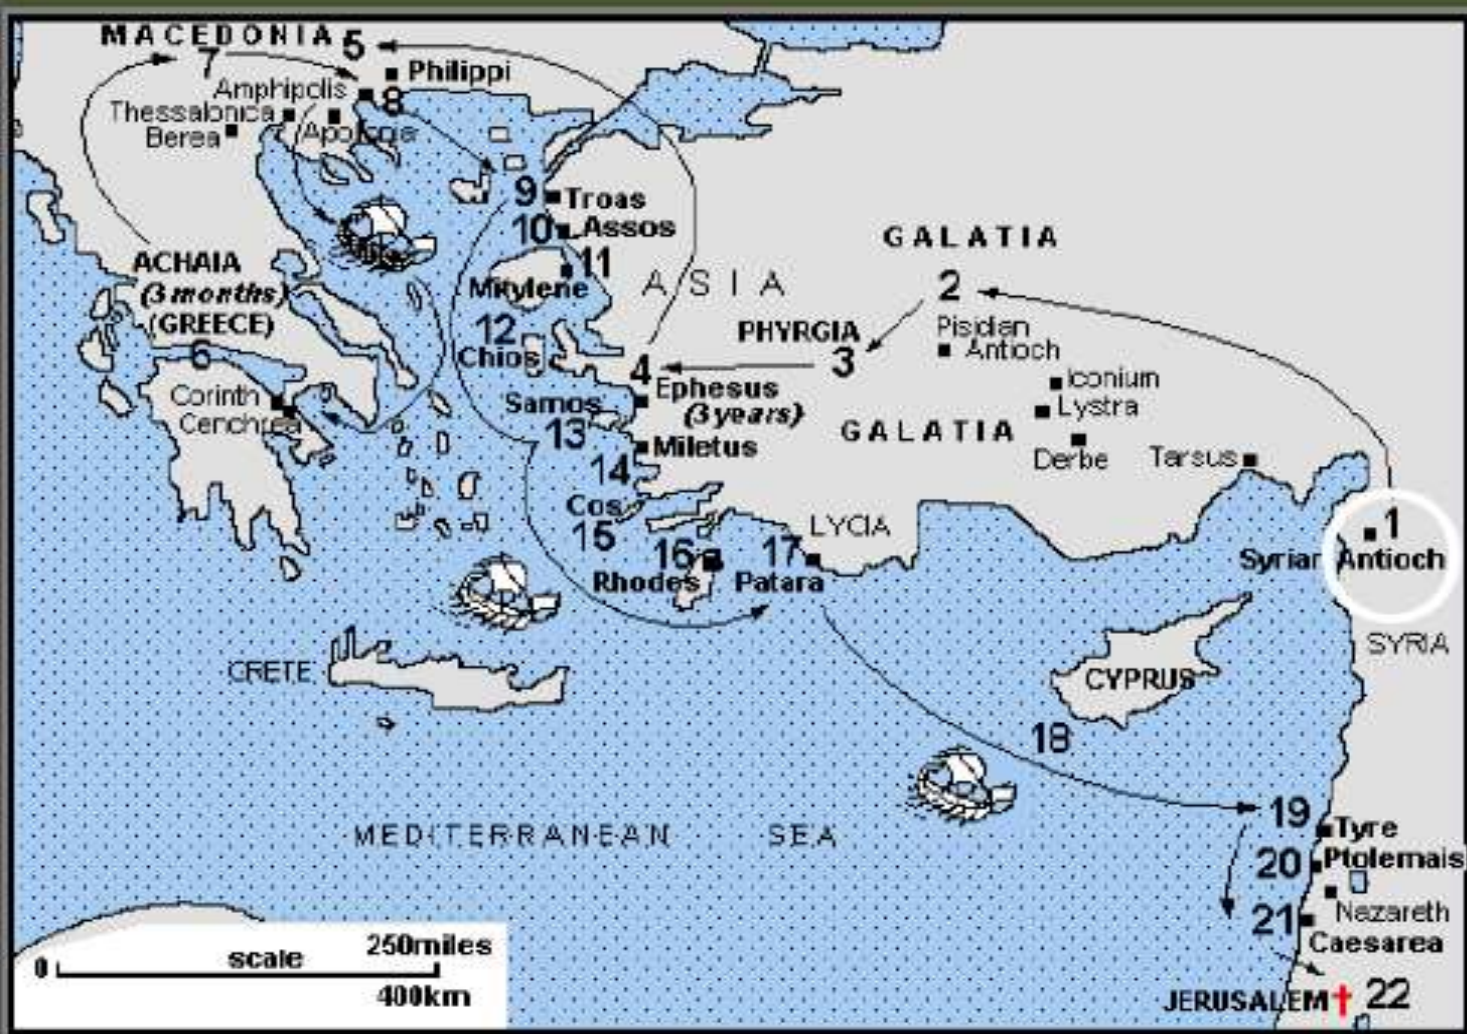 MACEDONIA 5
7
Philippi
Amphipolis
8
Thessalonica
Apollonia
Berea
9 Troas
10 Assos
11
Mitylene
ASIA
GALATIA
2
ACHAIA
(3 months)
(GREECE)
6
12
Chios
PHYRGIA
3
Pisidian
Antioch
4
Ephesus
(3 years)
Iconium
Lystra
Corinth
Cenchrea
Samos
13
GALATIA
Miletus
Derbe
Tarsus
14
Cos
15
16
Rhodes
17
Patara
LYCIA
1
Syrian Antioch
SYRIA
CRETE
CYPRUS
18
MEDITERRANEAN SEA
19
Tyre
20
Ptolemais
Nazareth
21
Caesarea
JERUSALEM 22
0 scale 250miles
400km